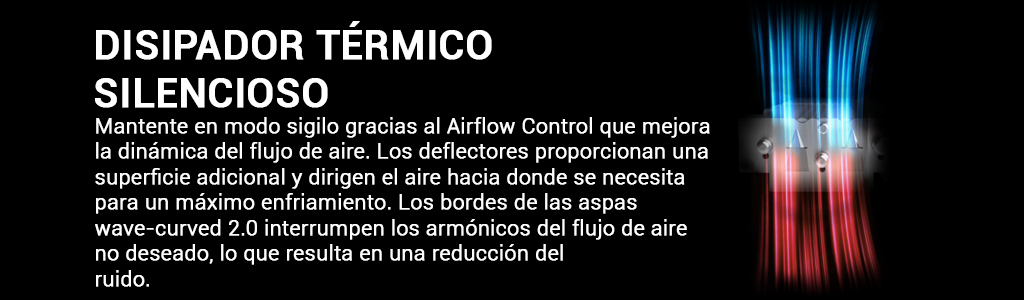 DISIPADOR TÉRMICO
SILENCIOSO
Mantente en modo sigilo gracias al Airflow Control que mejora
la dinámica del flujo de aire. Los deflectores proporcionan una
superficie adicional y dirigen el aire hacia donde se necesita
para un máximo enfriamiento. Los bordes de las aspas
wave-curved 2.0 interrumpen los armónicos del flujo de aire
no deseado, lo que resulta en una reducción del
ruido.